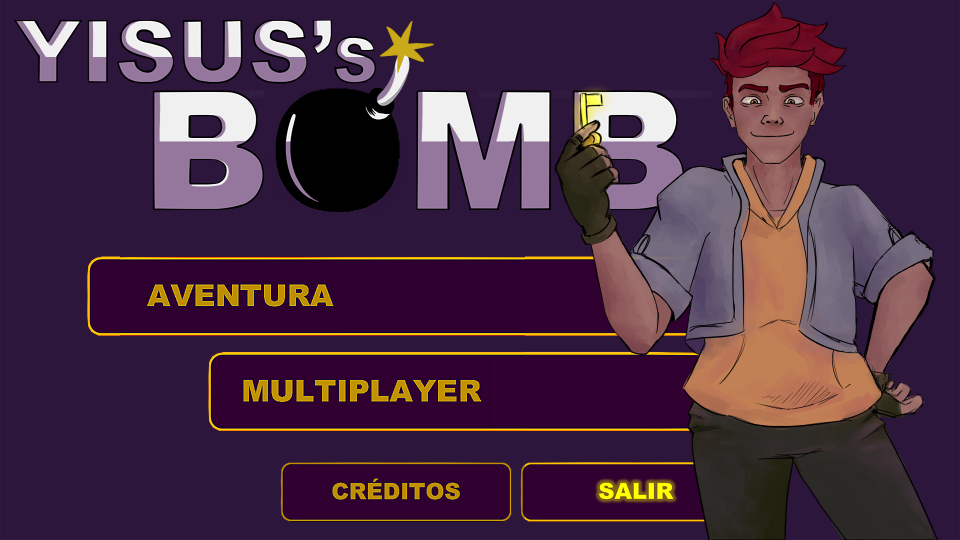 YISUS's
BOMB
AVENTURA
MULTIPLAYER
CRÉDITOS
SALIR